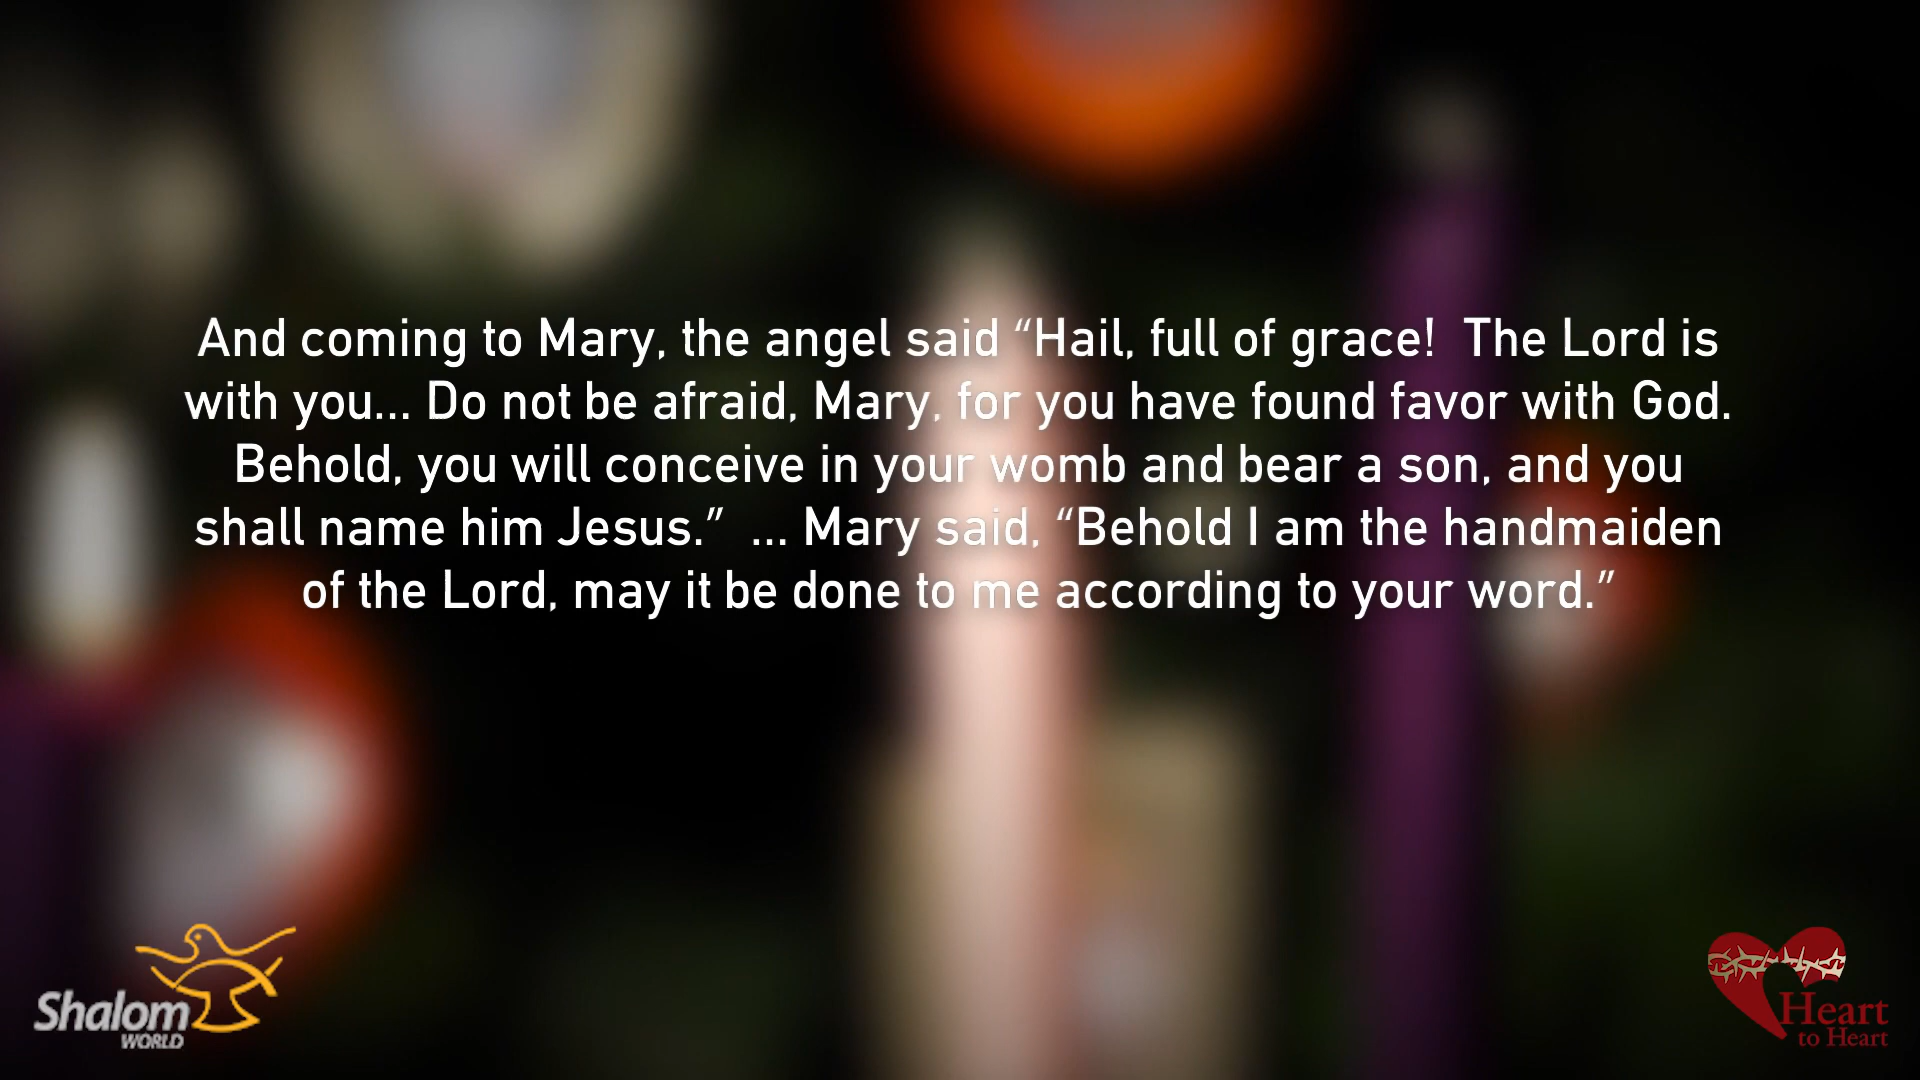 And coming to Mary, the angel said “Hail, full of grace!  The Lord is
with you... Do not be afraid, Mary, for you have found favor with God.
Behold, you will conceive in your womb and bear a son, and you
shall name him Jesus.”  ... Mary said, “Behold I am the handmaiden
of the Lord, may it be done to me according to your word.”
Shalom
WORLD
Heart
to Heart